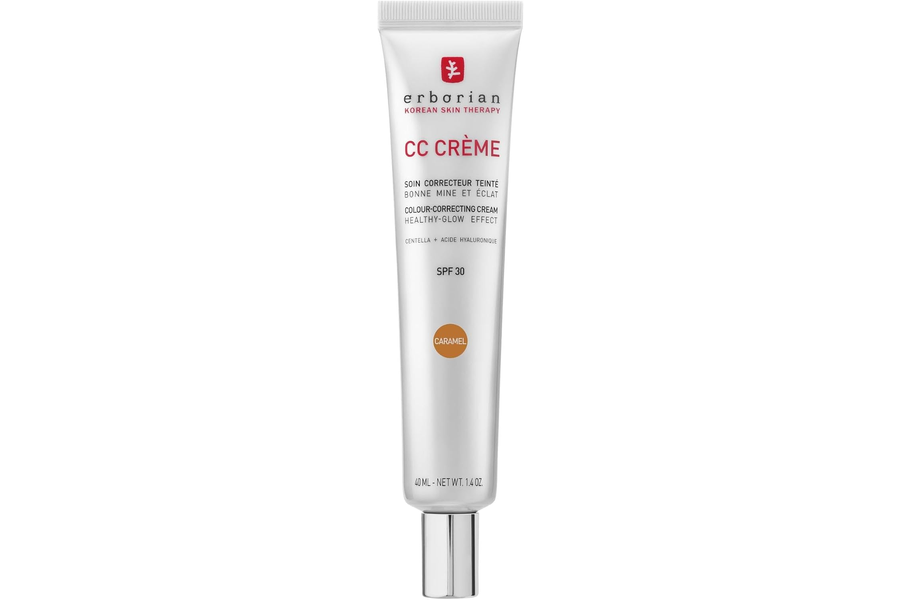 erborian
KOREAN SKIN THERAPY
CC CRÈME
SOIN CORRECTEUR TEINTÉ
BONNE MINE ET ÉCLAT
COLOUR-CORRECTING CREAM
HEALTHY-GLOW EFFECT
CENTELLA + ACIDE HYALURONIQUE
SPF 30
CARAMEL
40 ML - NET WT. 1.4 OZ.